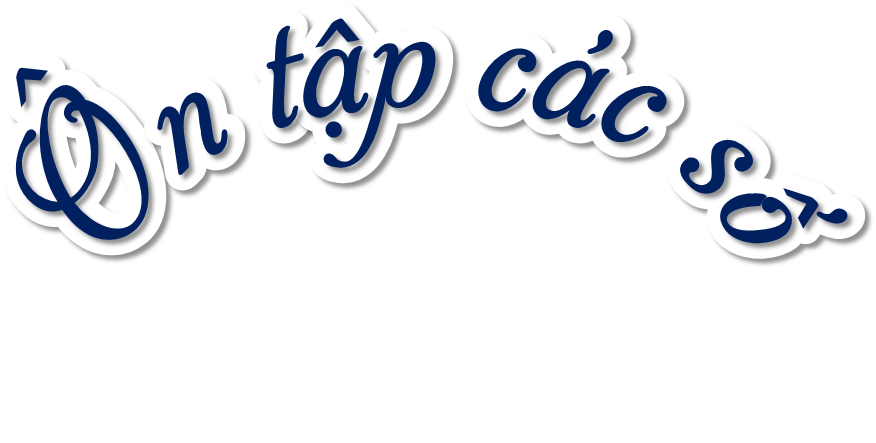 Ôn tập các số